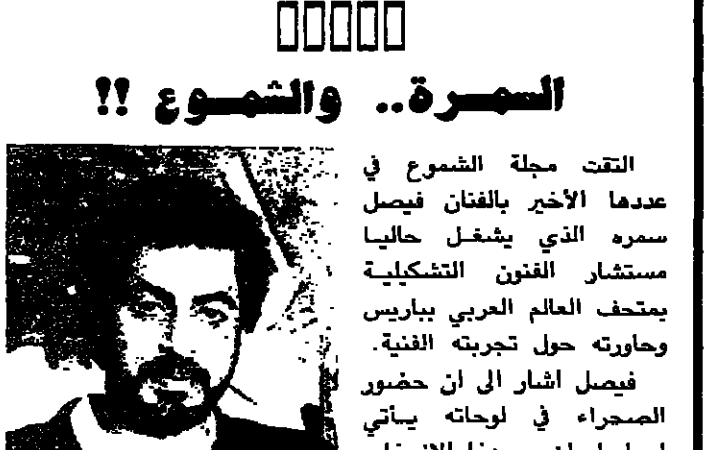 السمرة.. والشموع !!
التقت مجلة الشموع في
عددها الأخير بالفنان فيصل
سمره الذي يشغل حاليا
مستشار الفنون التشكيلية
بمتحف العالم العربي بباريس
وحاورته حول تجربته الفنية.
فيصل اشار الى ان حضور
الصحراء في لوحاته يأتي